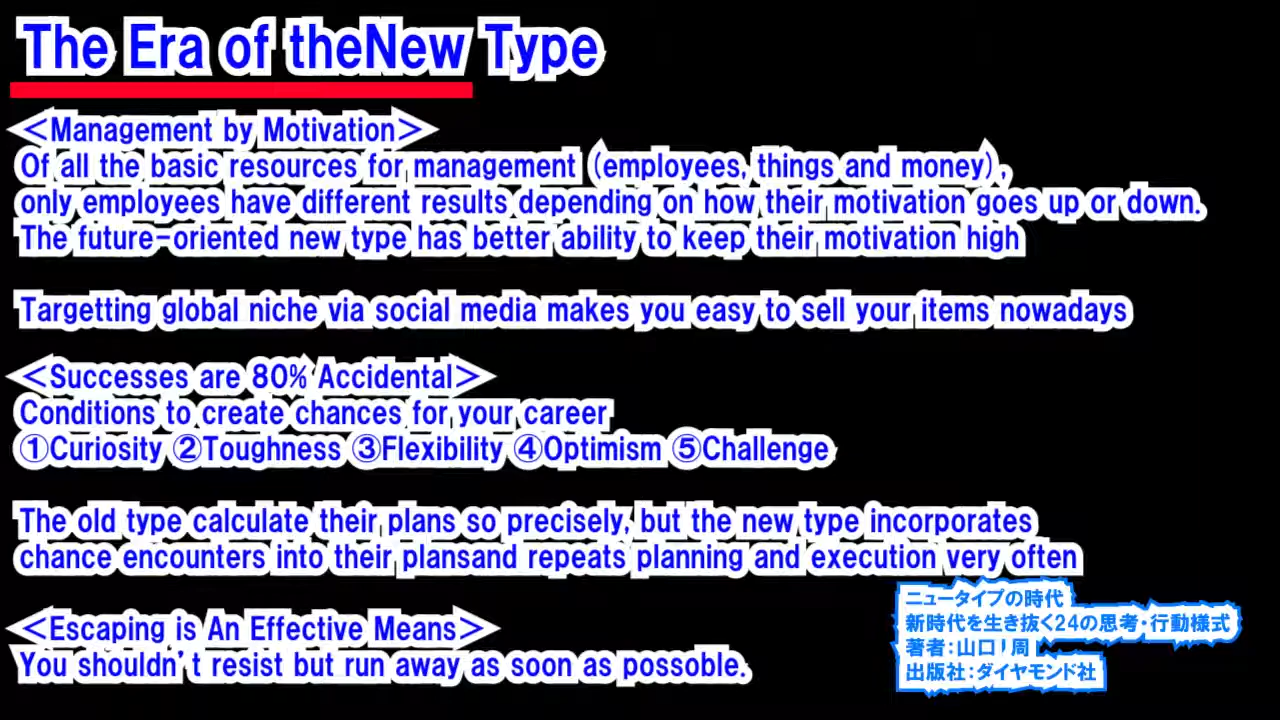 The Era of theNew Type
＜Management by Motivation＞
Of all the basic resources for management (employees, things and money),
only employees have different results depending on how their motivation goes up or down.
The future-oriented new type has better ability to keep their motivation high
Targetting global niche via social media makes you easy to sell your items nowadays
＜Successes are 80% Accidental＞
Conditions to create chances for your career
①Curiosity ②Toughness ③Flexibility ④Optimism ⑤Challenge
The old type calculate their plans so precisely, but the new type incorporates
chance encounters into their plansand repeats planning and execution very often
＜Escaping is An Effective Means＞
You shouldn't resist but run away as soon as possoble.
ニュータイプの時代
新時代を生き抜く24の思考・行動様式
著者：山口 周
出版社：ダイヤモンド社